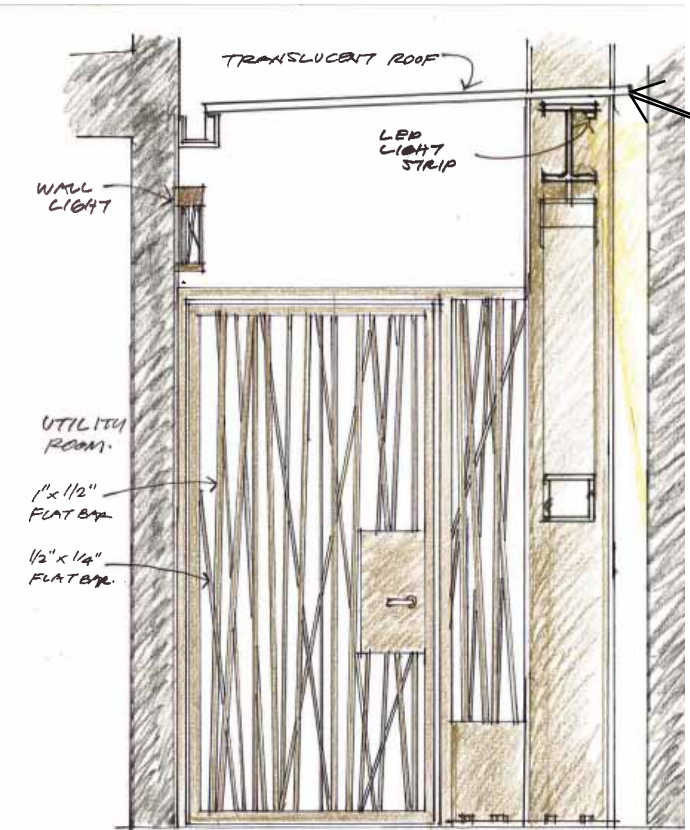 TRANSLUCENT ROOF
LED
LIGHT
STRIP
WALL
LIGHT
UTILITY
ROOM.
1" x 1/2"
FLAT BAR
1/2" x 1/4"
FLAT BAR.